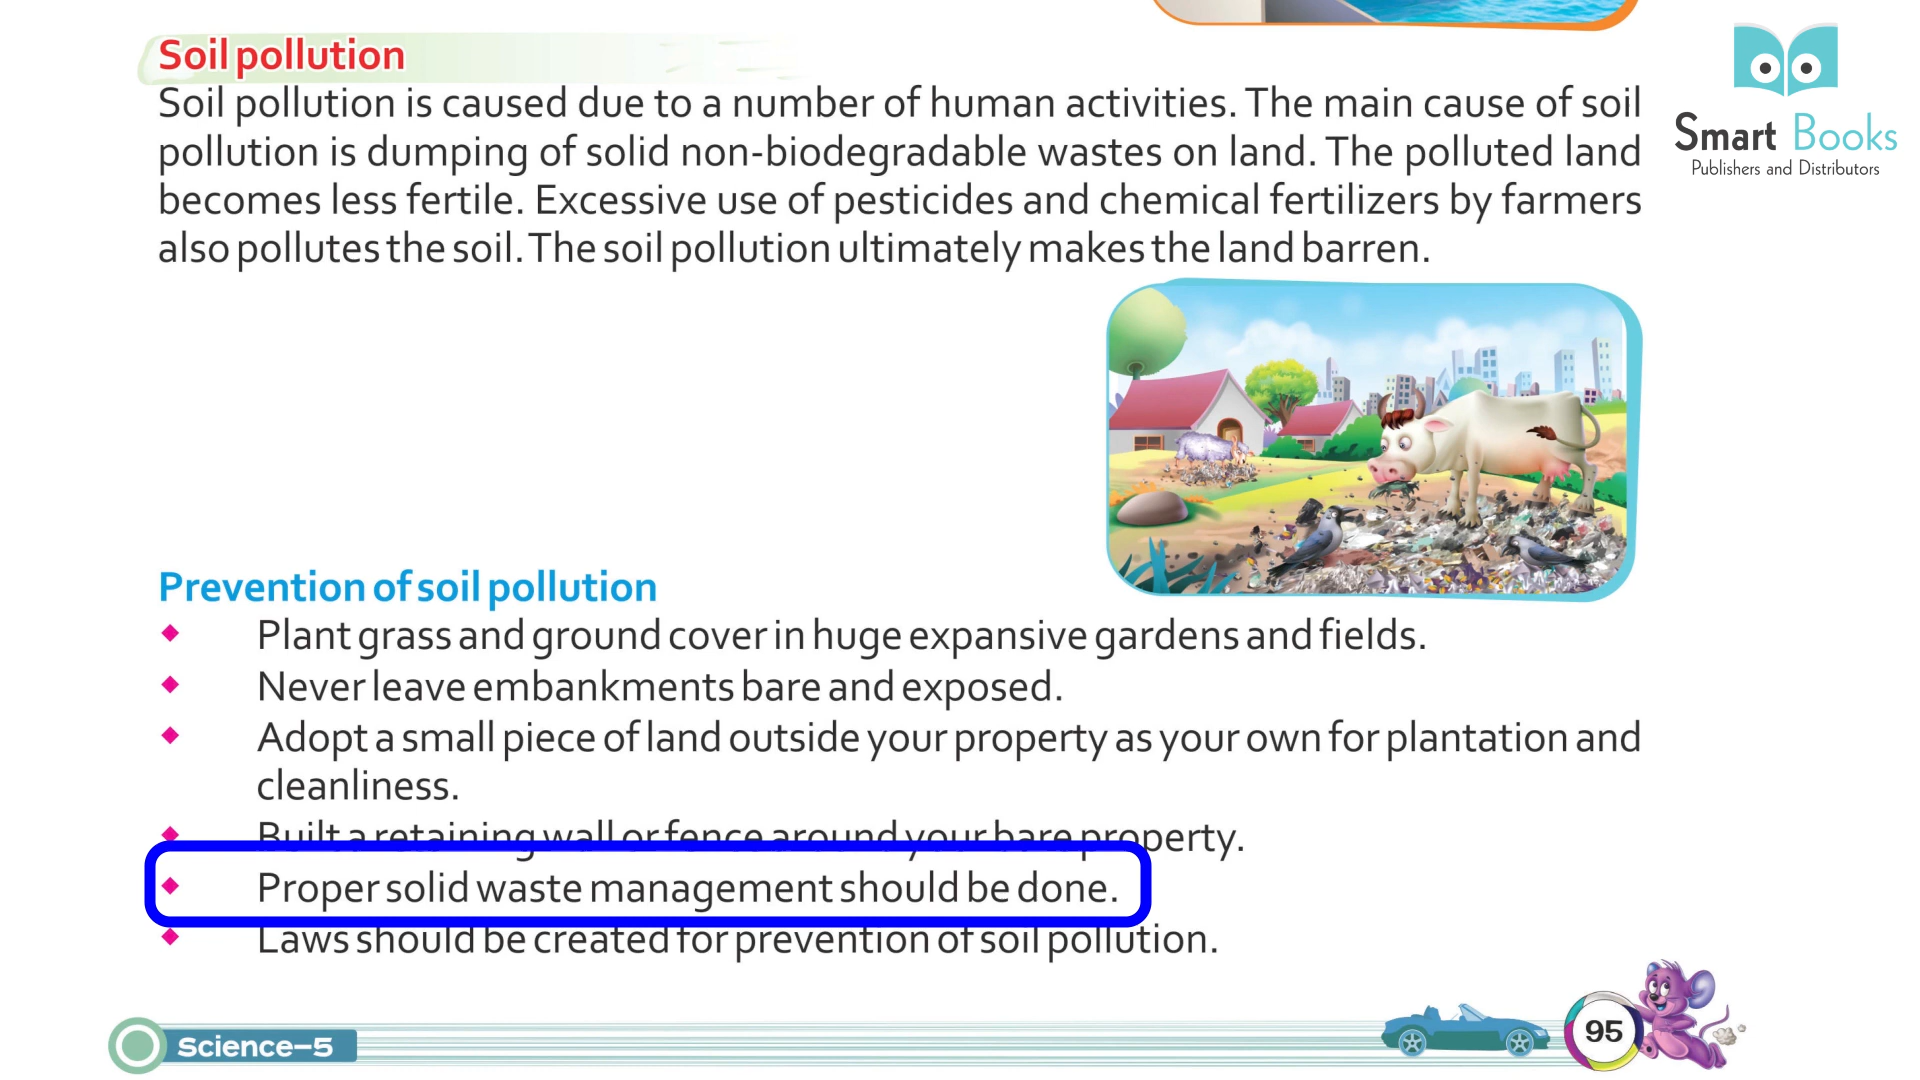 Soil pollution
Soil pollution is caused due to a number of human activities. The main cause of soil
pollution is dumping of solid non-biodegradable wastes on land. The polluted land
becomes less fertile. Excessive use of pesticides and chemical fertilizers by farmers
also pollutes the soil. The soil pollution ultimately makes the land barren.
Smart Books
Publishers and Distributors
Prevention of soil pollution
Plant grass and ground cover in huge expansive gardens and fields.
Never leave embankments bare and exposed.
Adopt a small piece of land outside your property as your own for plantation and
cleanliness.
Built a retaining wall or fence around your bare property.
Proper solid waste management should be done.
Laws should be created for prevention of soil pollution.
Science–5
95